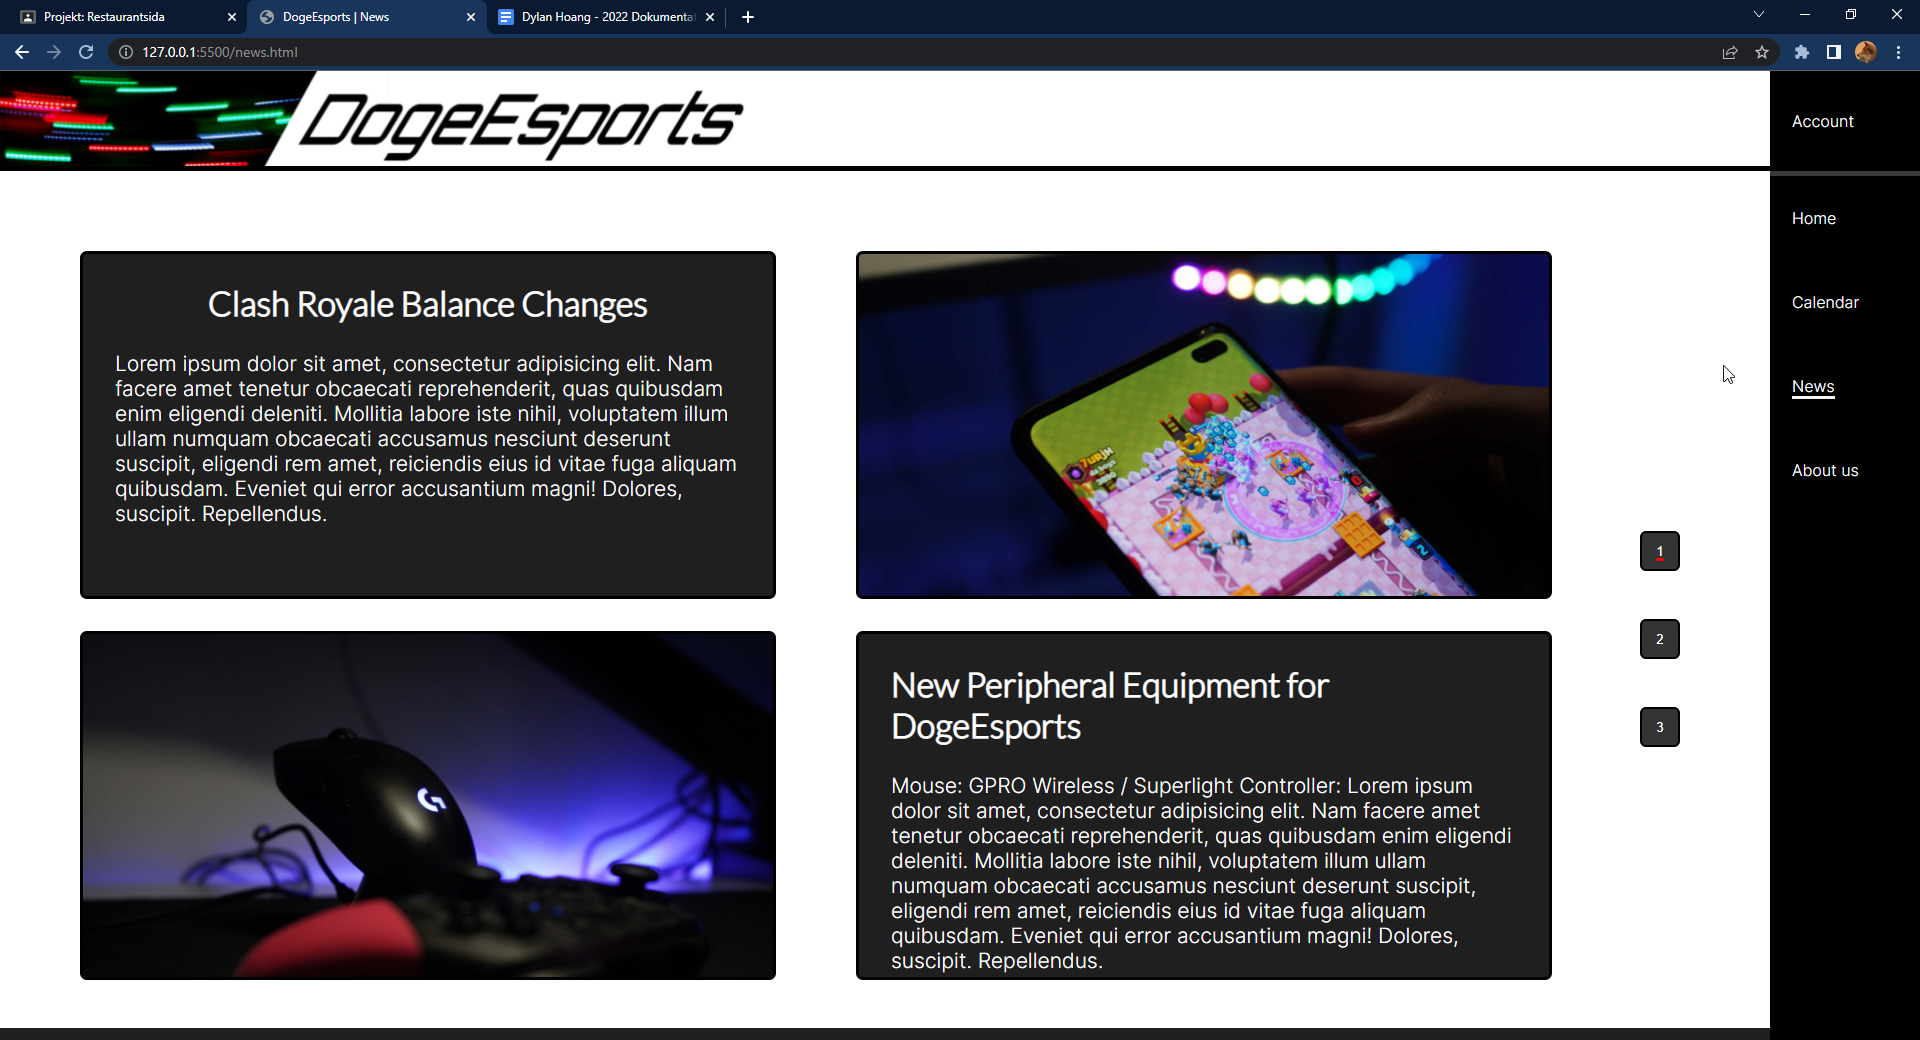 Projekt: Restaurantsida
DogeEsports | News
Dylan Hoang - 2022 Dokumentat
127.0.0.1:5500/news.html
DogeEsports
Account
Home
Calendar
News
About us
Clash Royale Balance Changes
Lorem ipsum dolor sit amet, consectetur adipisicing elit. Nam
facere amet tenetur obcaecati reprehenderit, quas quibusdam
enim eligendi deleniti. Mollitia labore iste nihil, voluptatem illum
ullam numquam obcaecati accusamus nesciunt deserunt
suscipit, eligendi rem amet, reiciendis eius id vitae fuga aliquam
quibusdam. Eveniet qui error accusantium magni! Dolores,
suscipit. Repellendus.
1
2
3
New Peripheral Equipment for
DogeEsports
Mouse: GPRO Wireless / Superlight Controller: Lorem ipsum
dolor sit amet, consectetur adipisicing elit. Nam facere amet
tenetur obcaecati reprehenderit, quas quibusdam enim eligendi
deleniti. Mollitia labore iste nihil, voluptatem illum ullam
numquam obcaecati accusamus nesciunt deserunt suscipit,
eligendi rem amet, reiciendis eius id vitae fuga aliquam
quibusdam. Eveniet qui error accusantium magni! Dolores,
suscipit. Repellendus.